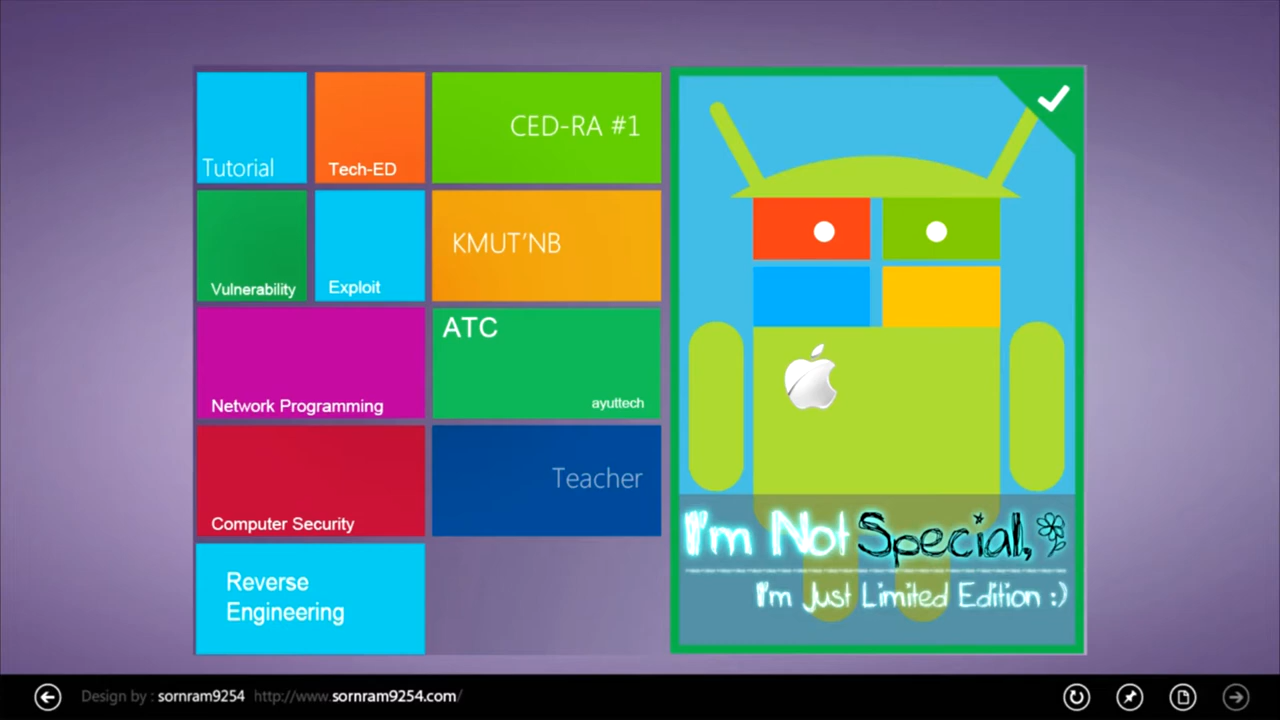 Tutorial
Tech-ED
CED-RA #1
Vulnerability
Exploit
KMUT'NB
Network Programming
ATC
ayuttech
Computer Security
Teacher
Reverse
Engineering
I'm Not Special,
I'm Just Limited Edition :)
Design by : sornram9254 http://www.sornram9254.com/